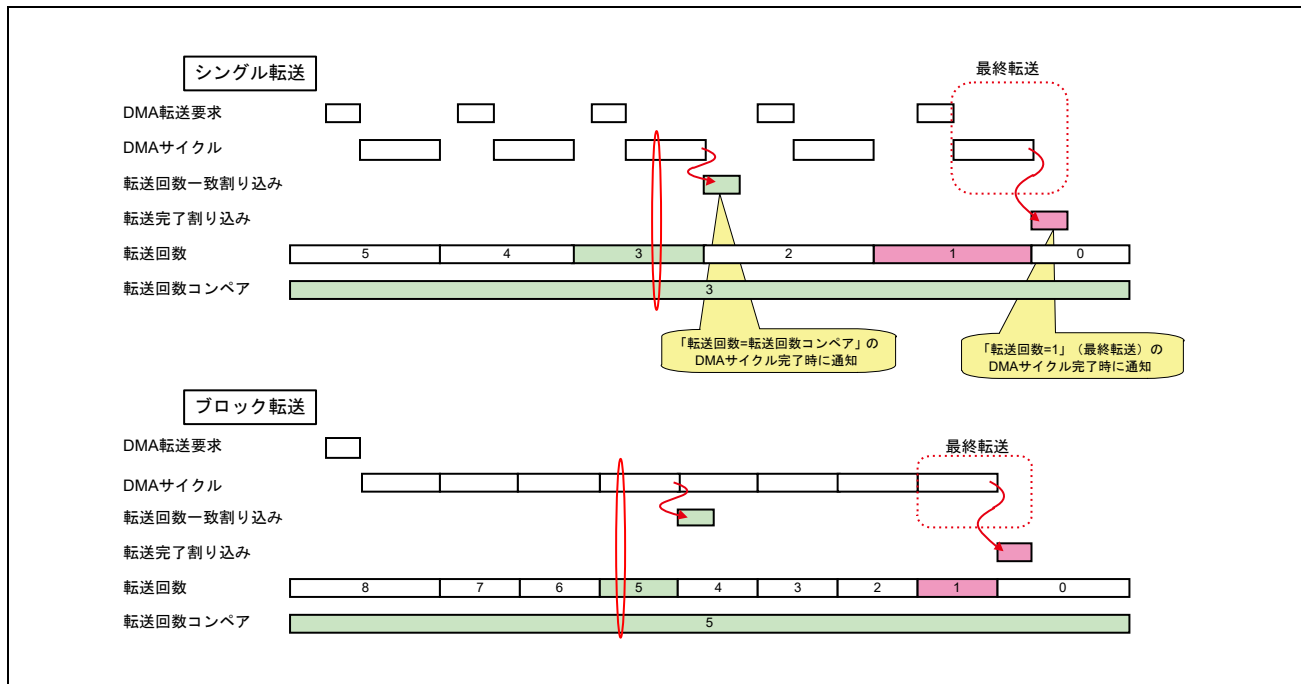 シングル転送
最終転送
DMA転送要求
DMAサイクル
転送回数一致割り込み
転送完了割り込み
転送回数
5 4 3 2 1 0
転送回数コンペア
3
「転送回数=転送回数コンペア」の
DMAサイクル完了時に通知
「転送回数=1」（最終転送）の
DMAサイクル完了時に通知
ブロック転送
DMA転送要求
最終転送
DMAサイクル
転送回数一致割り込み
転送完了割り込み
転送回数
8 7 6 5 4 3 2 1 0
転送回数コンペア
5